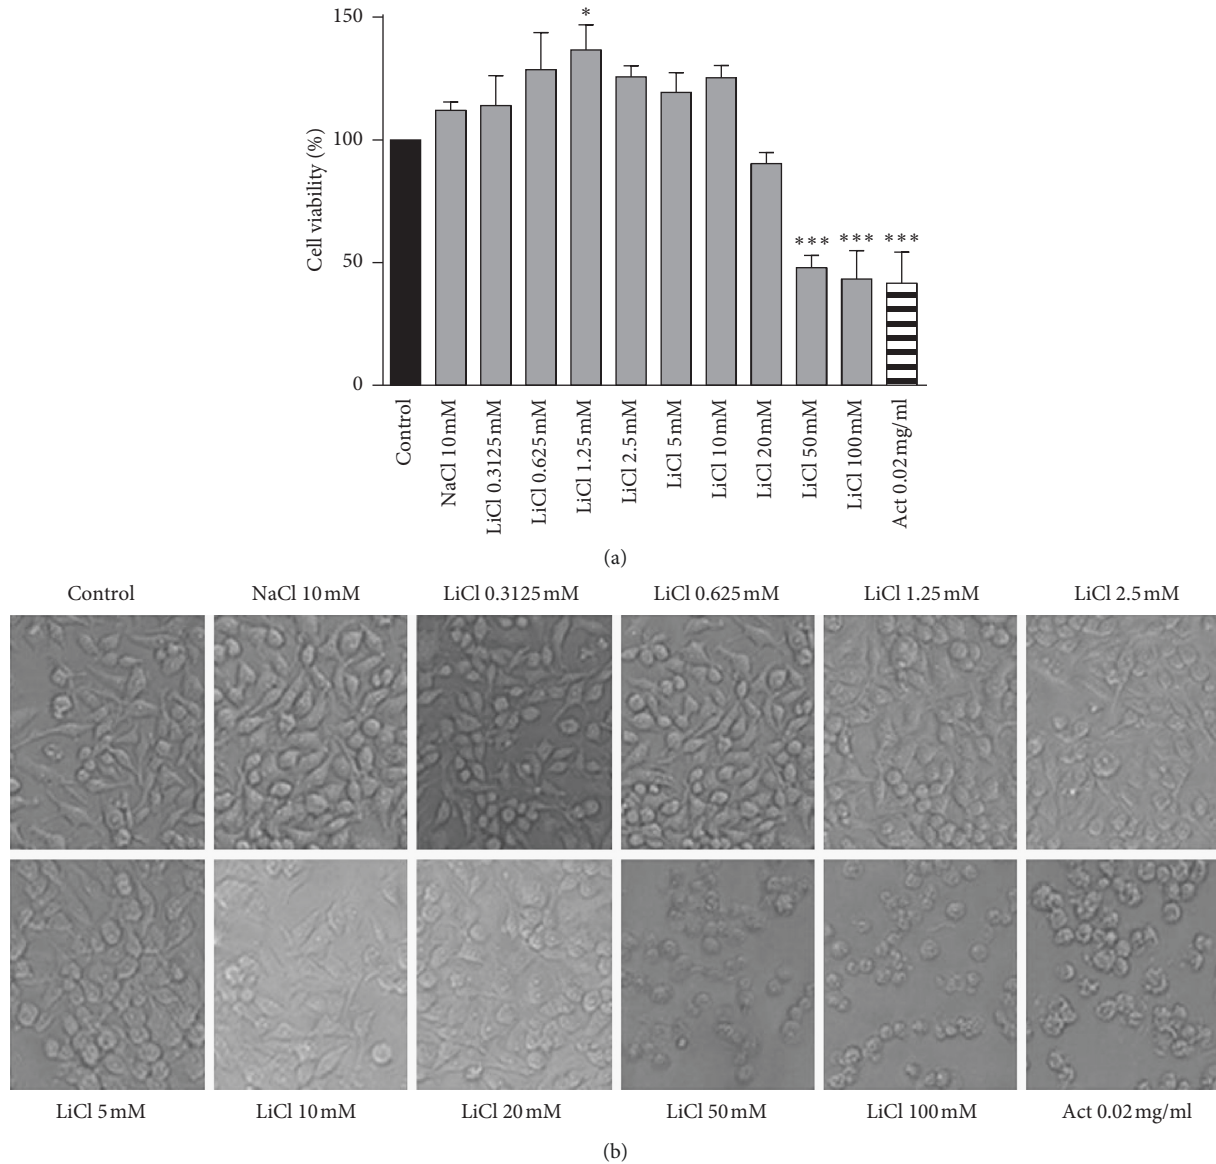 150
100
50
0
Cell viability (%)
*
***
***
***
Control
NaCl 10 mM
LiCl 0.3125 mM
LiCl 0.625 mM
LiCl 1.25 mM
LiCl 2.5 mM
LiCl 5 mM
LiCl 10 mM
LiCl 20 mM
LiCl 50 mM
LiCl 100 mM
Act 0.02 mg/ml
(a)
Control
NaCl 10 mM
LiCl 0.3125 mM
LiCl 0.625 mM
LiCl 1.25 mM
LiCl 2.5 mM
LiCl 5 mM
LiCl 10 mM
LiCl 20 mM
LiCl 50 mM
LiCl 100 mM
Act 0.02 mg/ml
(b)